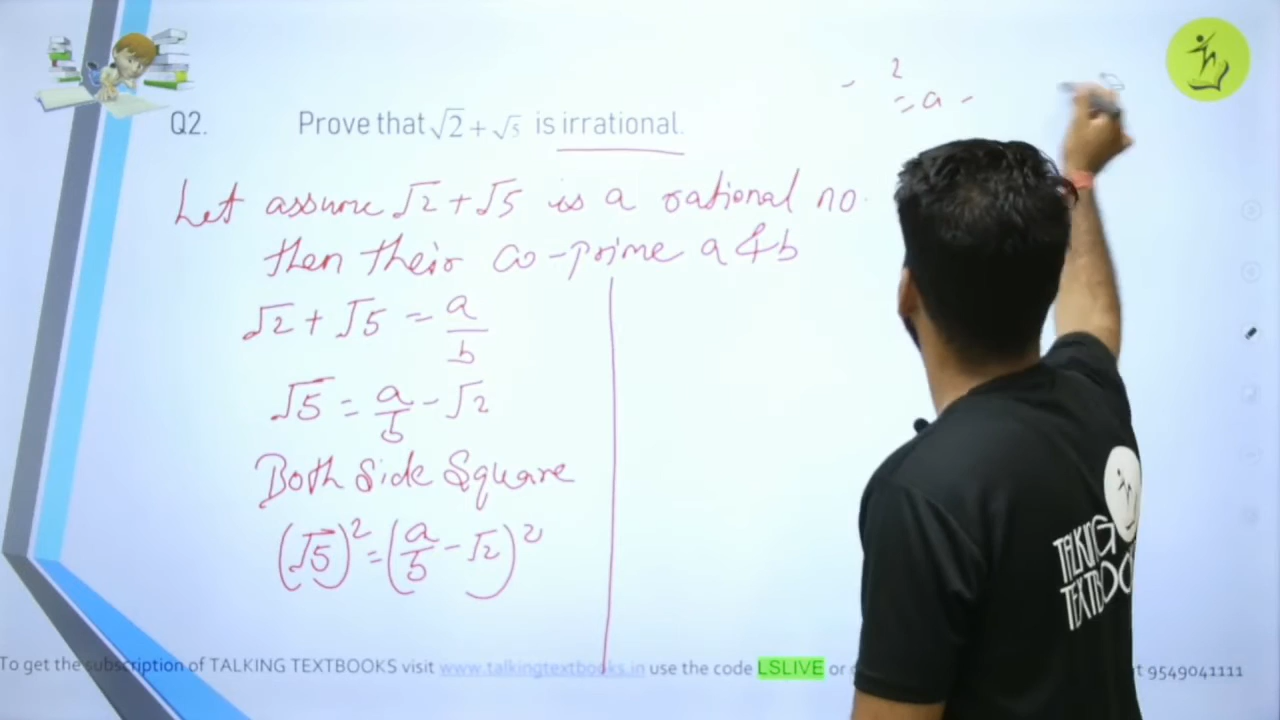 Q2. Prove that √2 + √5 is irrational.
2
= a -
Let assume √2 + √5 is a rational no.
then their co-prime a & b
√2 + √5 = a/b
√5 = a/b - √2
Both Side Square
(√5)² = (a/b - √2)²
TALKING
TEXTBOO
To get the subscription of TALKING TEXTBOOKS visit www.talkingtextbooks.in use the code LSLIVE or 9549041111